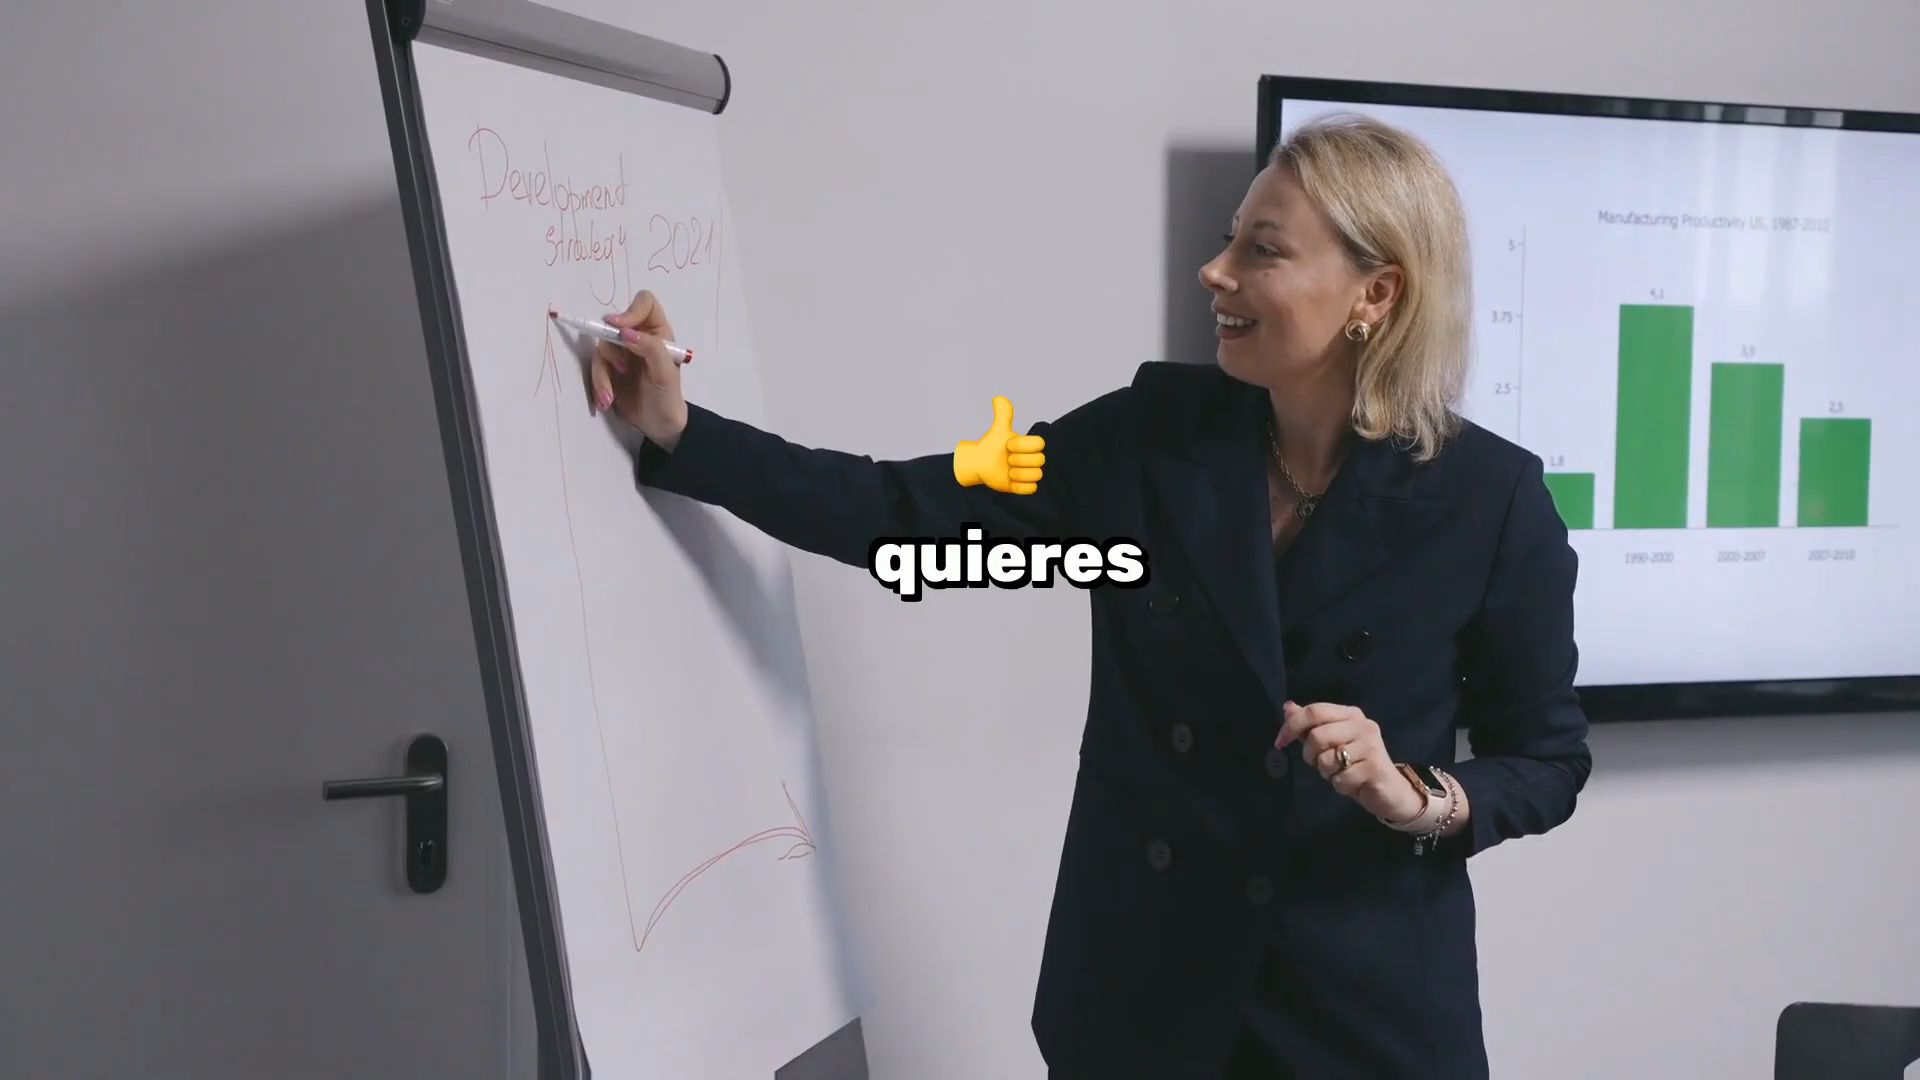 Development
strategy 2021
quieres
Manufacturing Productivity US, 1987-2010
5
3.75
2.5
4,1
3,9
2,5
1,8
1990-2000
2000-2007
2007-2010